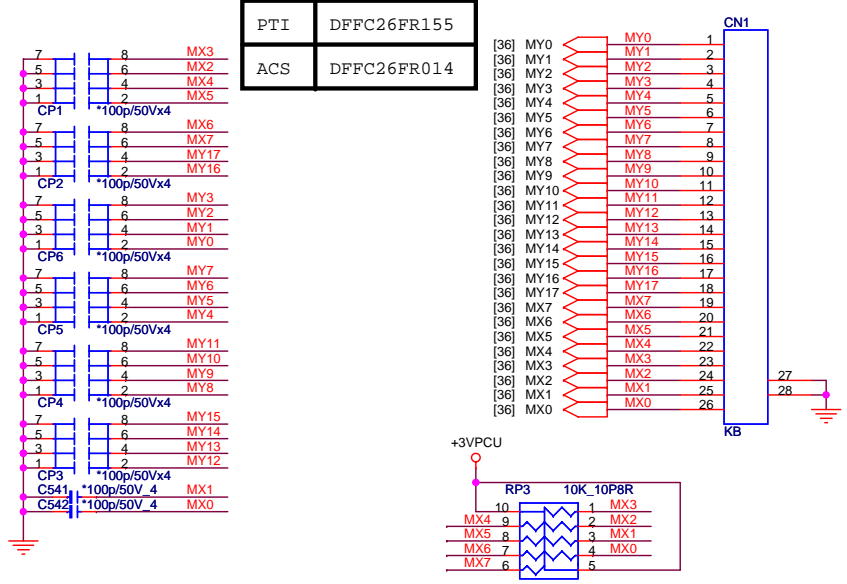 PTI DFFC26FR155
ACS DFFC26FR014
7 8 MX3
5 6 MX2
3 4 MX4
1 2 MX5
CP1 *100p/50Vx4
7 8 MX6
5 6 MX7
3 4 MY17
1 2 MY16
CP2 *100p/50Vx4
7 8 MY3
5 6 MY2
3 4 MY1
1 2 MY0
CP6 *100p/50Vx4
7 8 MY7
5 6 MY6
3 4 MY5
1 2 MY4
CP5 *100p/50Vx4
7 8 MY11
5 6 MY10
3 4 MY9
1 2 MY8
CP4 *100p/50Vx4
7 8 MY15
5 6 MY14
3 4 MY13
1 2 MY12
CP3 *100p/50Vx4
C541 *100p/50V_4 MX1
C542 *100p/50V_4 MX0
CN1
[36] MY0 MY0 1
[36] MY1 MY1 2
[36] MY2 MY2 3
[36] MY3 MY3 4
[36] MY4 MY4 5
[36] MY5 MY5 6
[36] MY6 MY6 7
[36] MY7 MY7 8
[36] MY8 MY8 9
[36] MY9 MY9 10
[36] MY10 MY10 11
[36] MY11 MY11 12
[36] MY12 MY12 13
[36] MY13 MY13 14
[36] MY14 MY14 15
[36] MY15 MY15 16
[36] MY16 MY16 17
[36] MY17 MY17 18
[36] MX7 MX7 19
[36] MX6 MX6 20
[36] MX5 MX5 21
[36] MX4 MX4 22
[36] MX3 MX3 23
[36] MX2 MX2 24 27
[36] MX1 MX1 25 28
[36] MX0 MX0 26
KB
+3VPCU
RP3 10K_10P8R
10 1 MX3
MX4 9 2 MX2
MX5 8 3 MX1
MX6 7 4 MX0
MX7 6 5